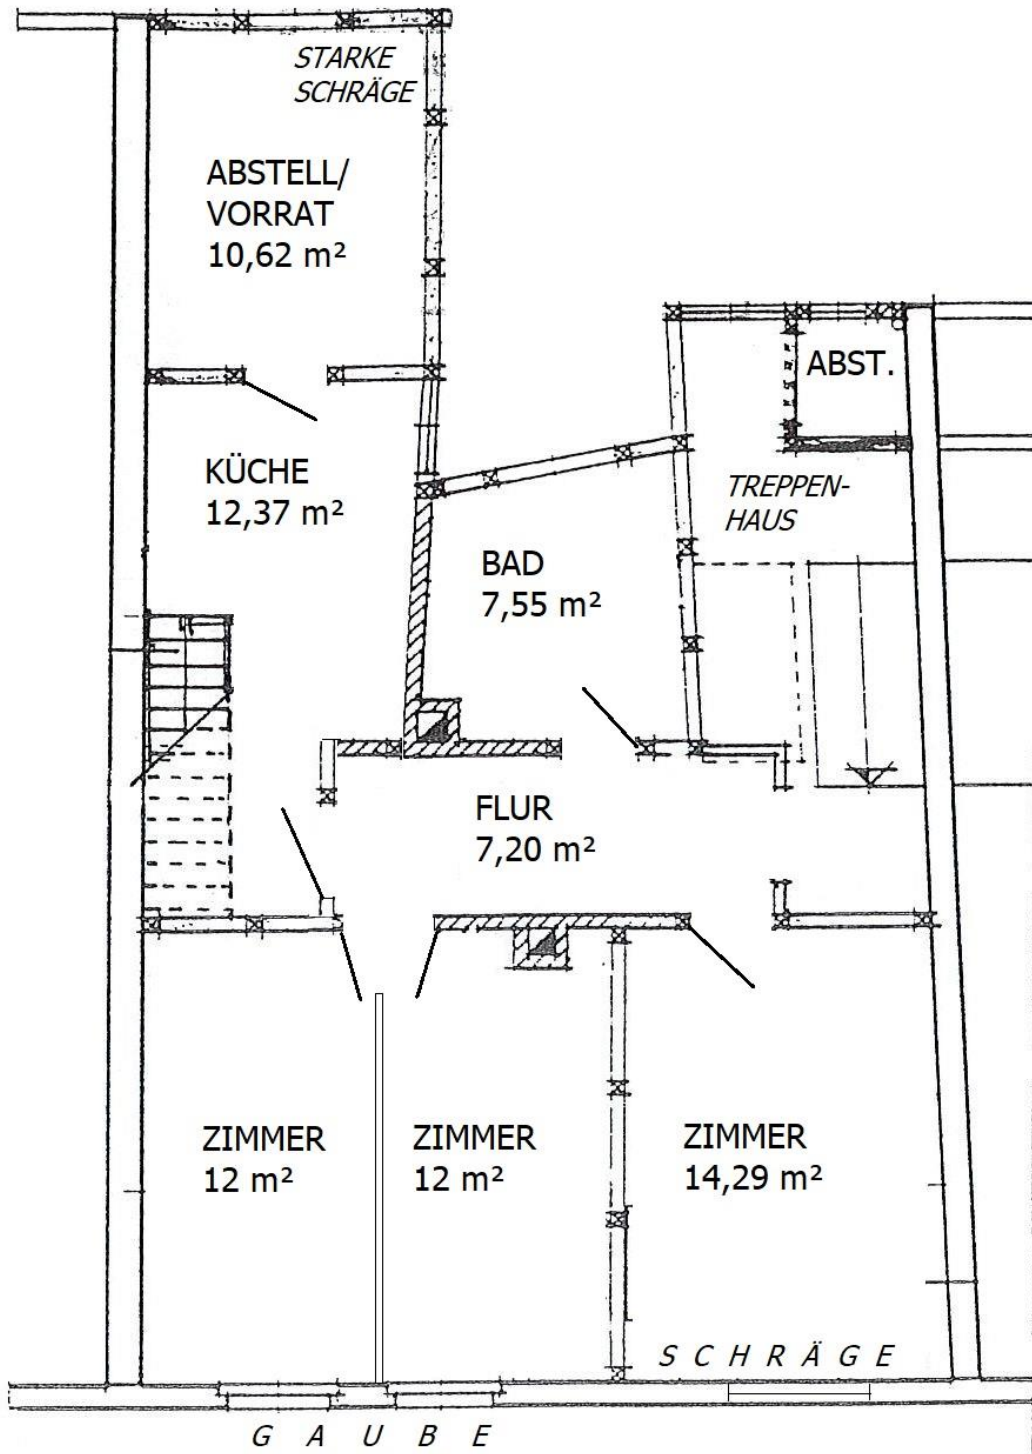 STARKE
SCHRÄGE
ABSTELL/
VORRAT
10,62 m²
ABST.
KÜCHE
12,37 m²
TREPPEN-
HAUS
BAD
7,55 m²
FLUR
7,20 m²
ZIMMER
12 m²
ZIMMER
12 m²
ZIMMER
14,29 m²
SCHRÄGE
GAUBE